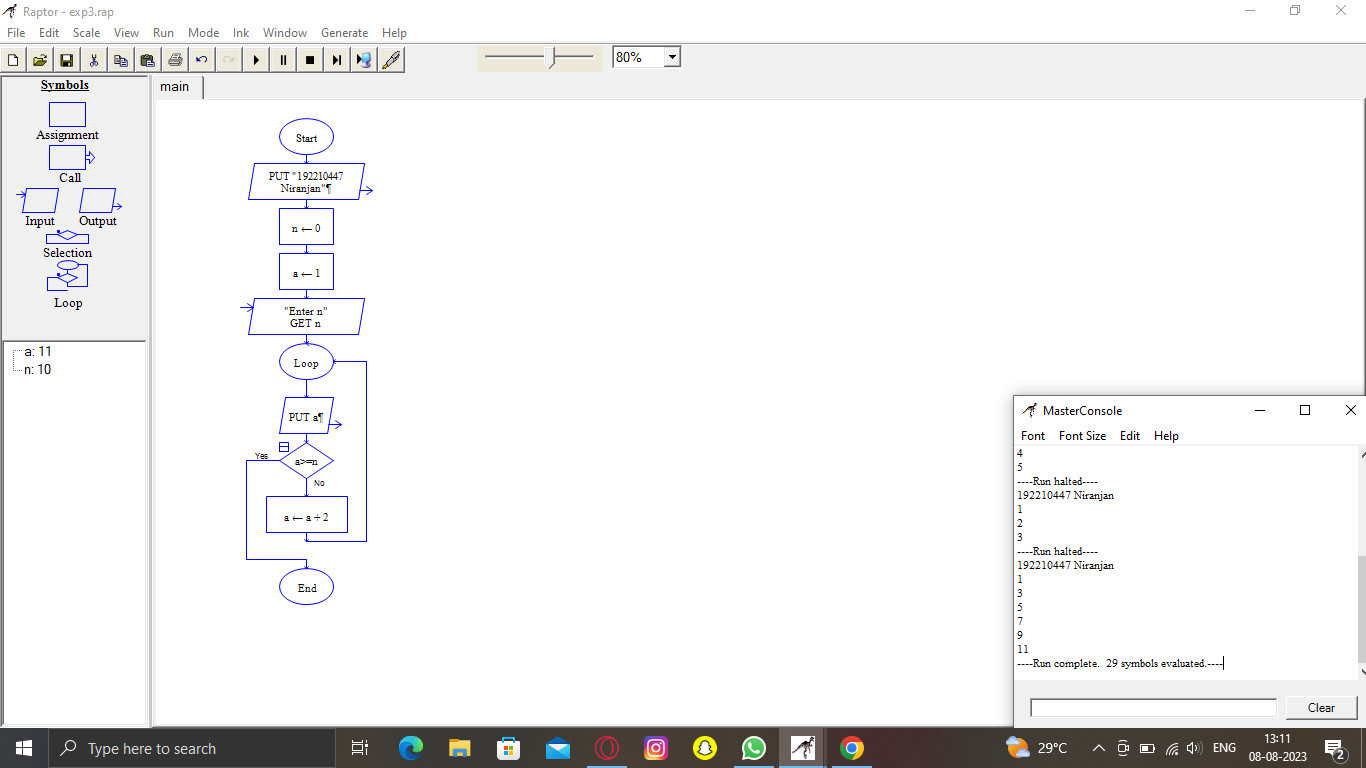 Raptor - exp3.rap
File Edit Scale View Run Mode Ink Window Generate Help
80%
Symbols
Assignment
Call
Input Output
Selection
Loop
a: 11
n: 10
main
Start
PUT "192210447
Niranjan"¶
n ← 0
a ← 1
"Enter n"
GET n
Loop
PUT a¶
Yes
a>=n
No
a ← a + 2
End
MasterConsole
Font Font Size Edit Help
4
5
----Run halted----
192210447 Niranjan
1
2
3
----Run halted----
192210447 Niranjan
1
3
5
7
9
11
----Run complete.  29 symbols evaluated.----
Clear
Type here to search
29°C
ENG
13:11
08-08-2023
2